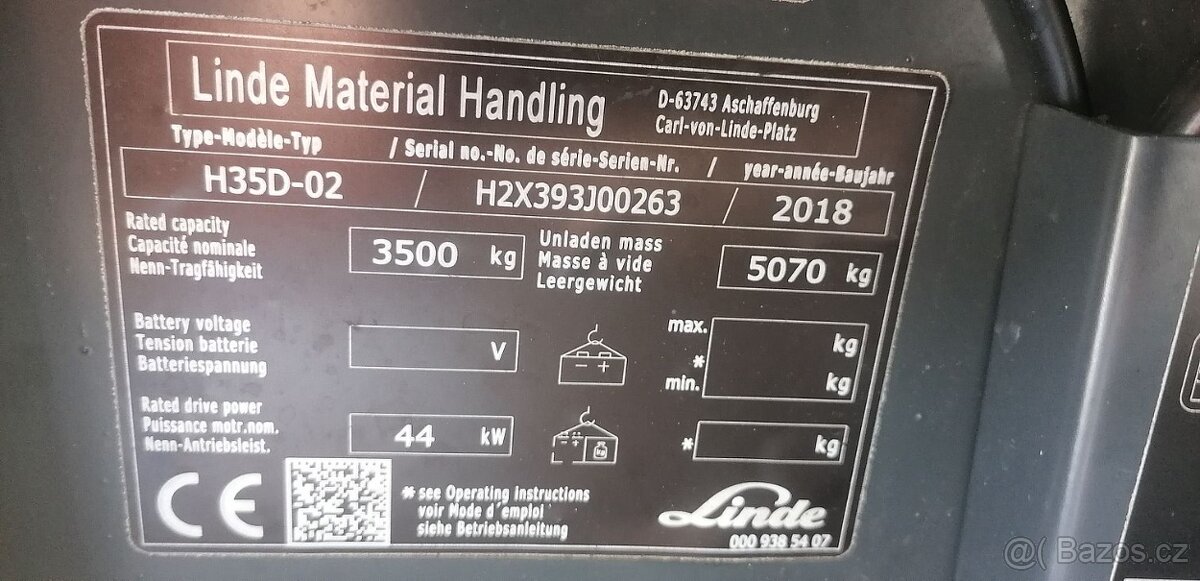 Linde Material Handling
D-63743 Aschaffenburg
Carl-von-Linde-Platz
Type-Modèle-Typ / Serial no.-No. de série-Serien-Nr. / year-année-Baujahr
H35D-02 / H2X393J00263 / 2018
Rated capacity
Capacité nominale
Nenn-Tragfähigkeit
3500 kg
Unladen mass
Masse à vide
Leergewicht
5070 kg
Battery voltage
Tension batterie
Batteriespannung
V
- +
max. kg
*
min. kg
Rated drive power
Puissance motr.nom.
Nenn-Antriebsleist.
44 kW
- +
kg
* kg
CE
* see Operating instructions
voir Mode d'emploi
siehe Betriebsanleitung
Linde
000 938 54 07
@( Bazos.cz